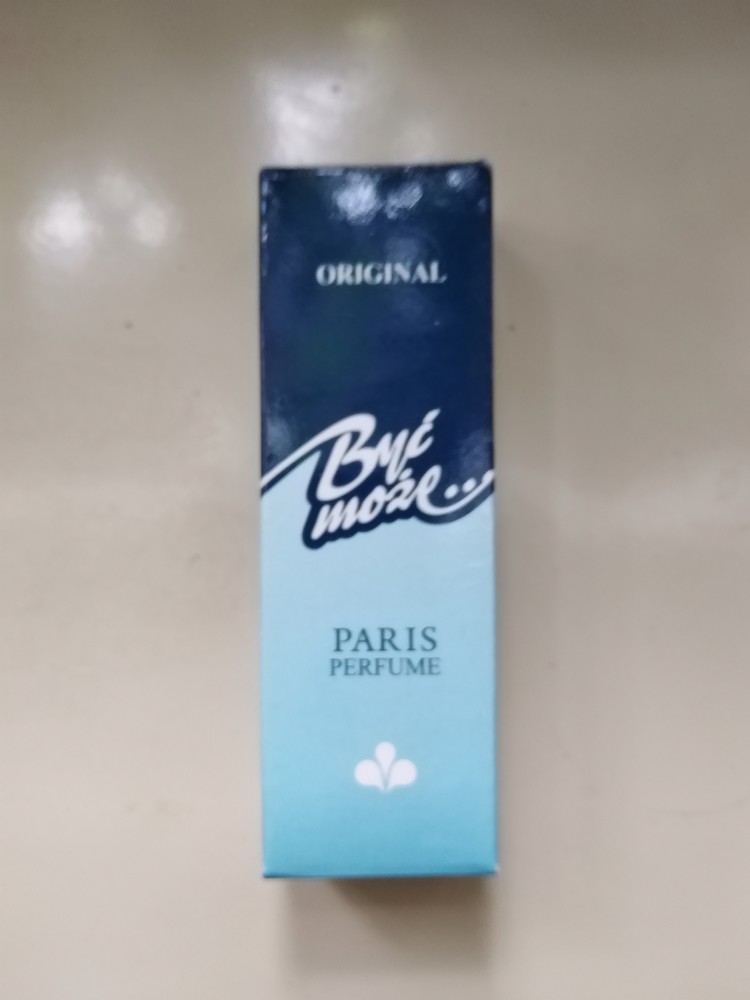 ORIGINAL
Być
może...
PARIS
PERFUME